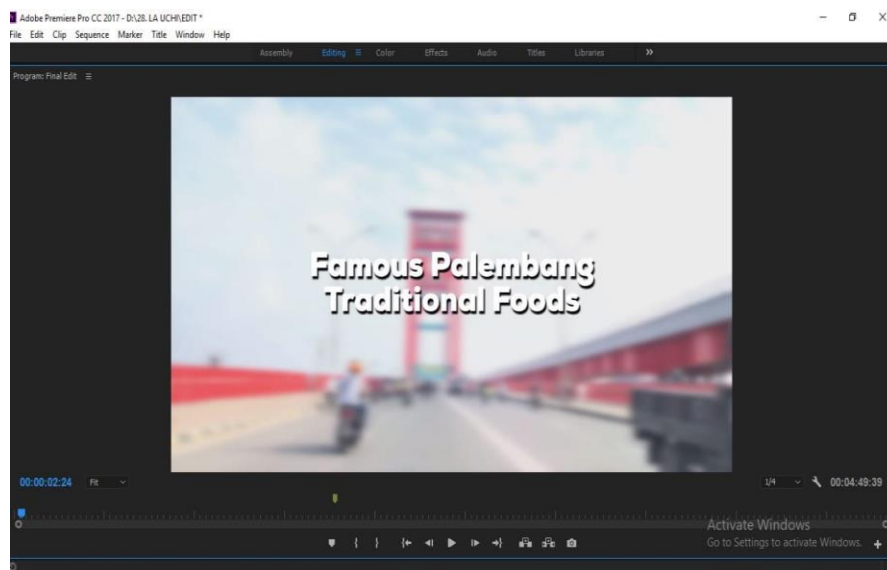 Adobe Premiere Pro CC 2017 - D:\28. LA UCHI\EDIT *
File Edit Clip Sequence Marker Title Window Help
Assembly Editing Color Effects Audio Titles Libraries
Program: Final Edit
Famous Palembang
Traditional Foods
00:00:02:24 Fit 1/4 00:04:49:39
Activate Windows
Go to Settings to activate Windows.